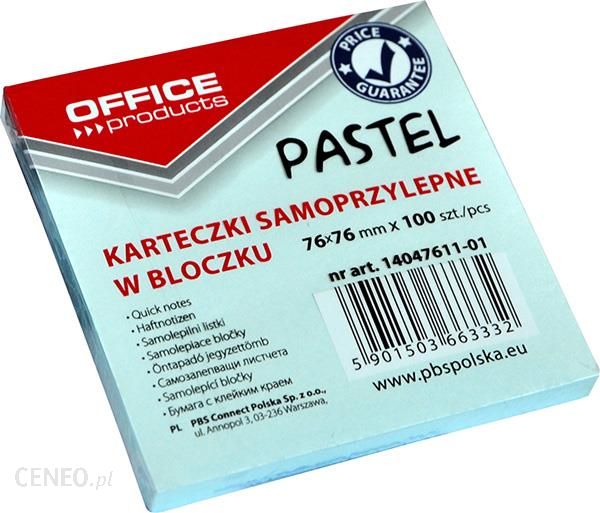 OFFICE
products
PRICE
GUARANTEE
PASTEL
KARTECZKI SAMOPRZYLEPNE
W BLOCZKU
76x76 mm x 100 szt./pcs
nr art. 14047611-01
• Quick notes
• Haftnotizen
• Samolepilni listki
• Samolepiace bločky
• Öntapadó jegyzettömb
• Самозалепващи листчета
• Samolepící bločky
• Бумага с клейким краем
PL PBS Connect Polska Sp. z o.o.,
ul. Annopol 3, 03-236 Warszawa,
5 901503 663332
www.pbspolska.eu
CENEO.pl